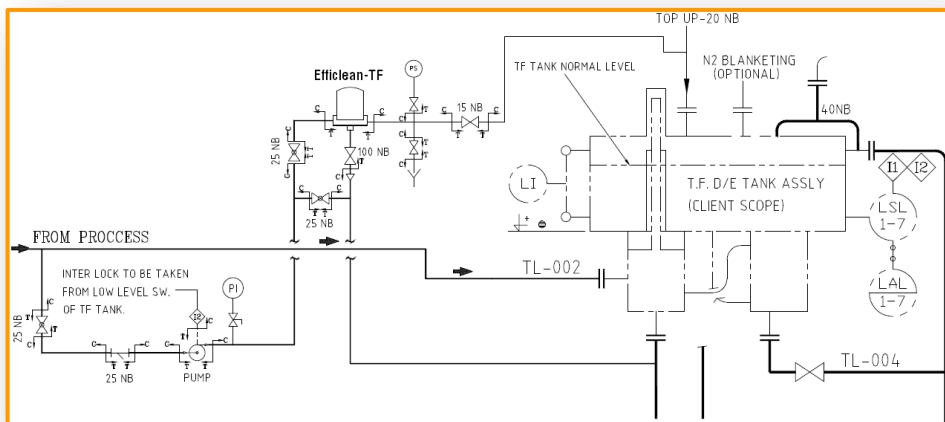 TOP UP-20 NB
Efficlean-TF
PS
TF TANK NORMAL LEVEL
N2 BLANKETING
(OPTIONAL)
15 NB
40NB
25 NB
100 NB
I1
I2
LI
T.F. D/E TANK ASSLY
(CLIENT SCOPE)
LSL
1-7
25 NB
FROM PROCCESS
TL-002
INTER LOCK TO BE TAKEN
FROM LOW LEVEL SW.
OF TF TANK.
PI
LAL
1-7
I2
25 NB
TL-004
25 NB
PUMP